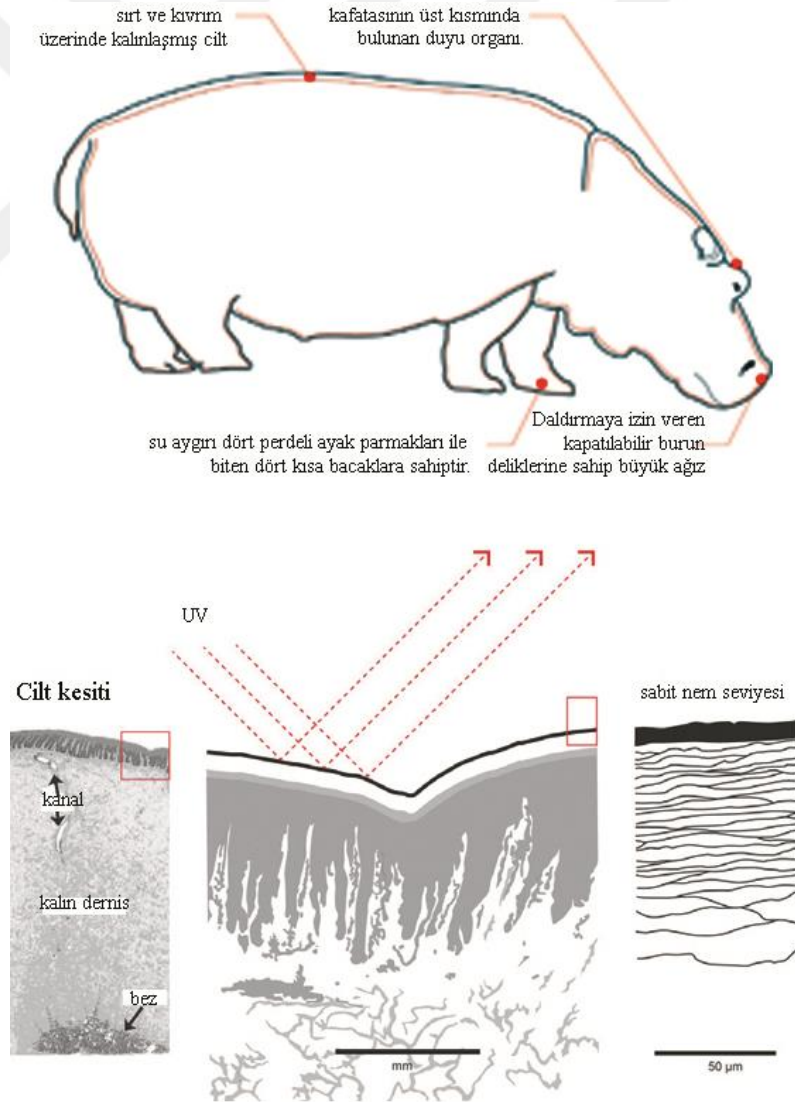 sırt ve kıvrım
üzerinde kalınlaşmış cilt
kafatasının üst kısmında
bulunan duyu organı.
su aygırı dört perdeli ayak parmakları ile
biten dört kısa bacaklara sahiptir.
Daldırmaya izin veren
kapatılabilir burun
deliklerine sahip büyük ağız
UV
Cilt kesiti
sabit nem seviyesi
kanal
kalın dernis
bez
mm
50 µm